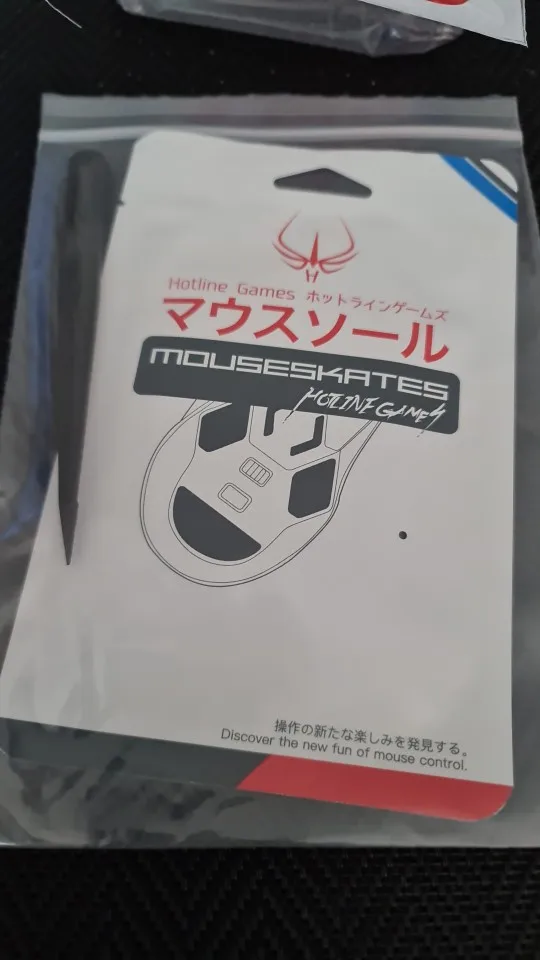 H
Hotline Games ホットラインゲームズ
マウスソール
MOUSESKATES
HOTLINE GAMES
操作の新たな楽しみを発見する。
Discover the new fun of mouse control.